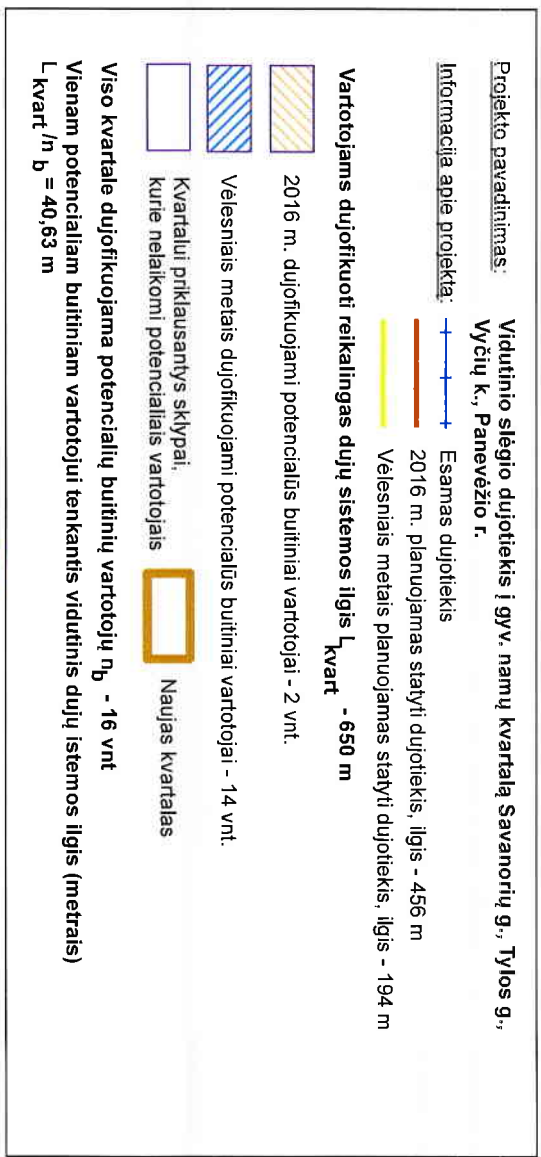 Projekto pavadinimas: Vidutinio slėgio dujotiekis į gyv. namų kvartalą Savanorių g., Tylos g.,
Vyčių k., Panevėžio r.
Informacija apie projektą: Esamas dujotiekis
2016 m. planuojamas statyti dujotiekis, ilgis - 456 m
Vėlesniais metais planuojamas statyti dujotiekis, ilgis - 194 m
Vartotojams dujofikuoti reikalingas dujų sistemos ilgis L kvart - 650 m
2016 m. dujofikuojami potencialūs buitiniai vartotojai - 2 vnt.
Vėlesniais metais dujofikuojami potencialūs buitiniai vartotojai - 14 vnt.
Kvartalui priklausantys sklypai, Naujas kvartalas
kurie nelaikomi potencialiais vartotojais
Viso kvartale dujofikuojama potencialių buitinių vartotojų n b - 16 vnt
Vienam potencialiam buitiniam vartotojui tenkantis vidutinis dujų istemos ilgis (metrais)
L kvart /n b = 40,63 m